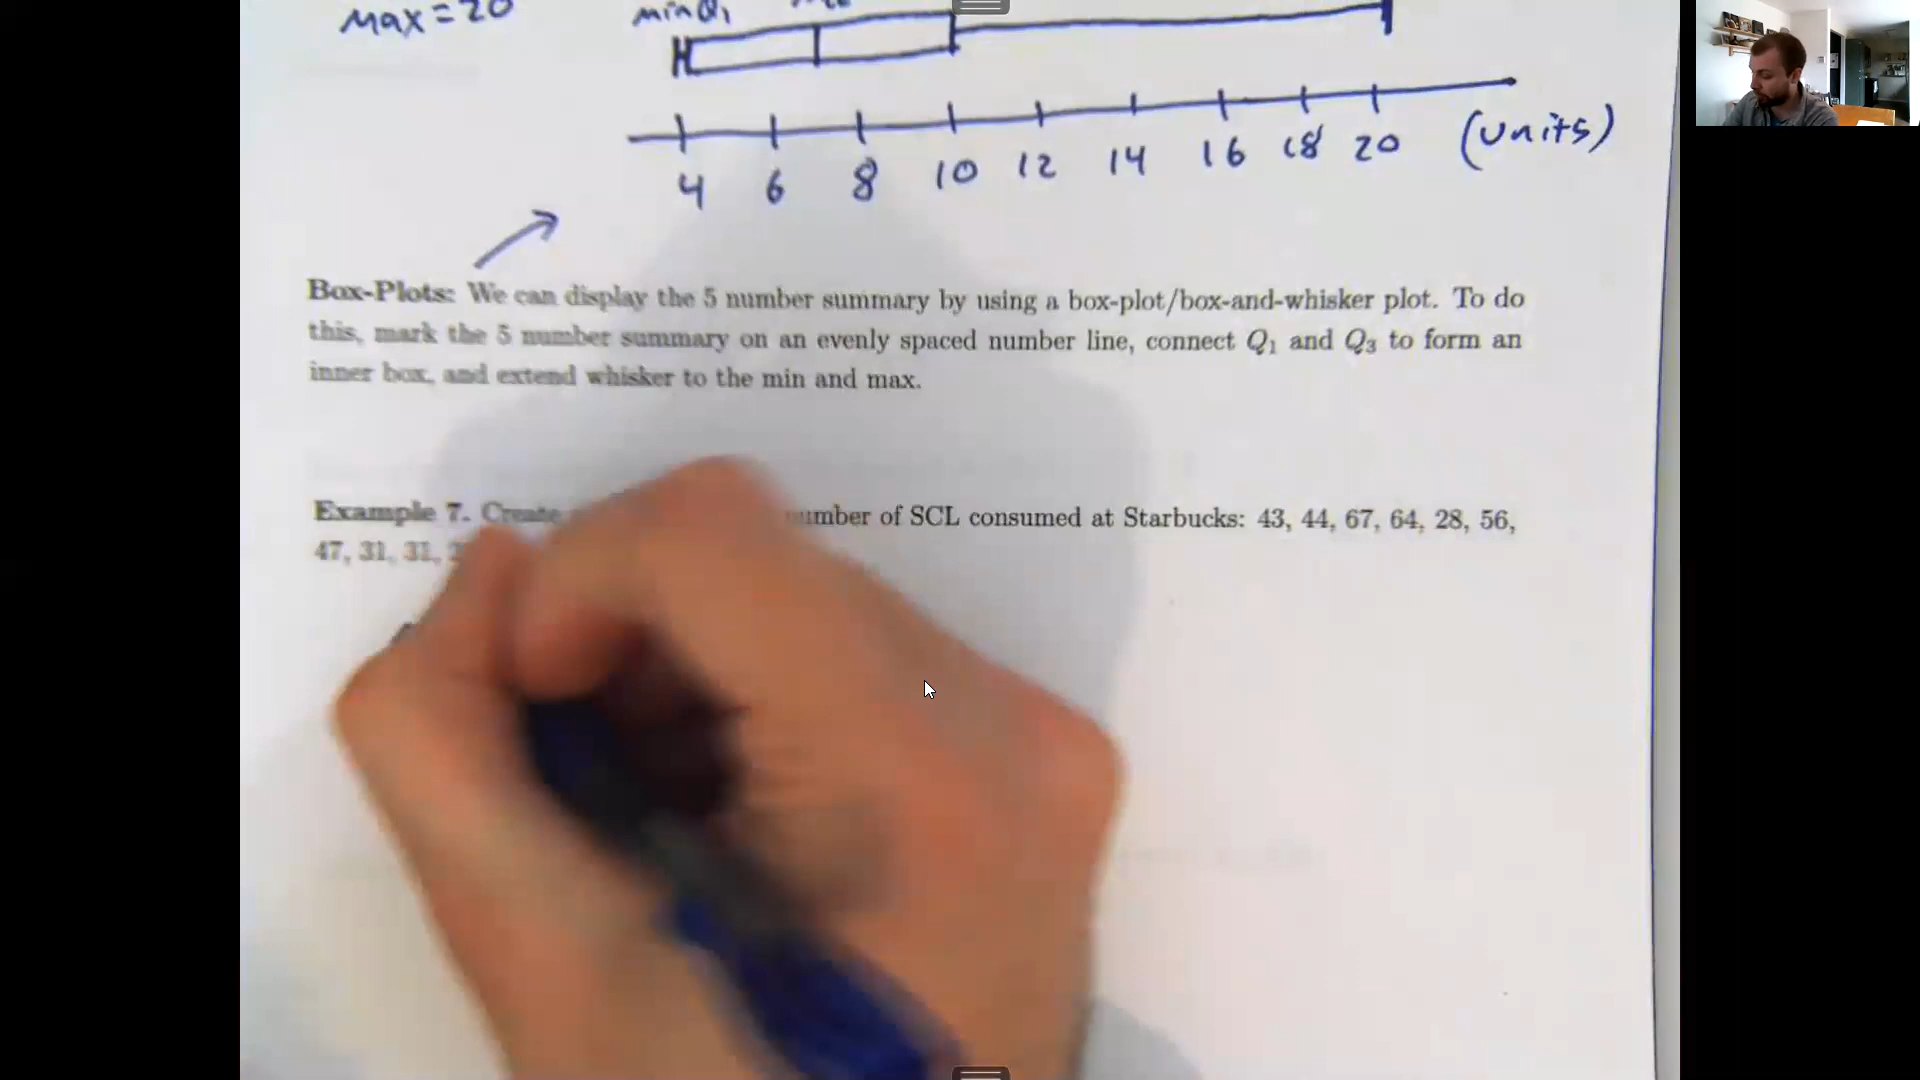 max=20
min Q₁
4 6 8 10 12 14 16 18 20 (units)
Box-Plots: We can display the 5 number summary by using a box-plot/box-and-whisker plot. To do
this, mark the 5 number summary on an evenly spaced number line, connect Q₁ and Q₃ to form an
inner box, and extend whisker to the min and max.
Example 7. Create number of SCL consumed at Starbucks: 43, 44, 67, 64, 28, 56,
47, 31, 31,